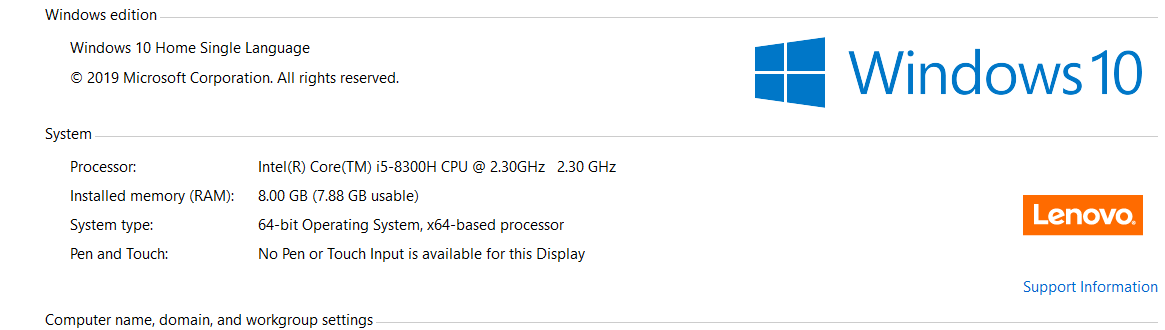 Windows edition
Windows 10 Home Single Language
© 2019 Microsoft Corporation. All rights reserved.
Windows 10
System
Processor: Intel(R) Core(TM) i5-8300H CPU @ 2.30GHz 2.30 GHz
Installed memory (RAM): 8.00 GB (7.88 GB usable)
System type: 64-bit Operating System, x64-based processor
Pen and Touch: No Pen or Touch Input is available for this Display
Lenovo
Support Information
Computer name, domain, and workgroup settings